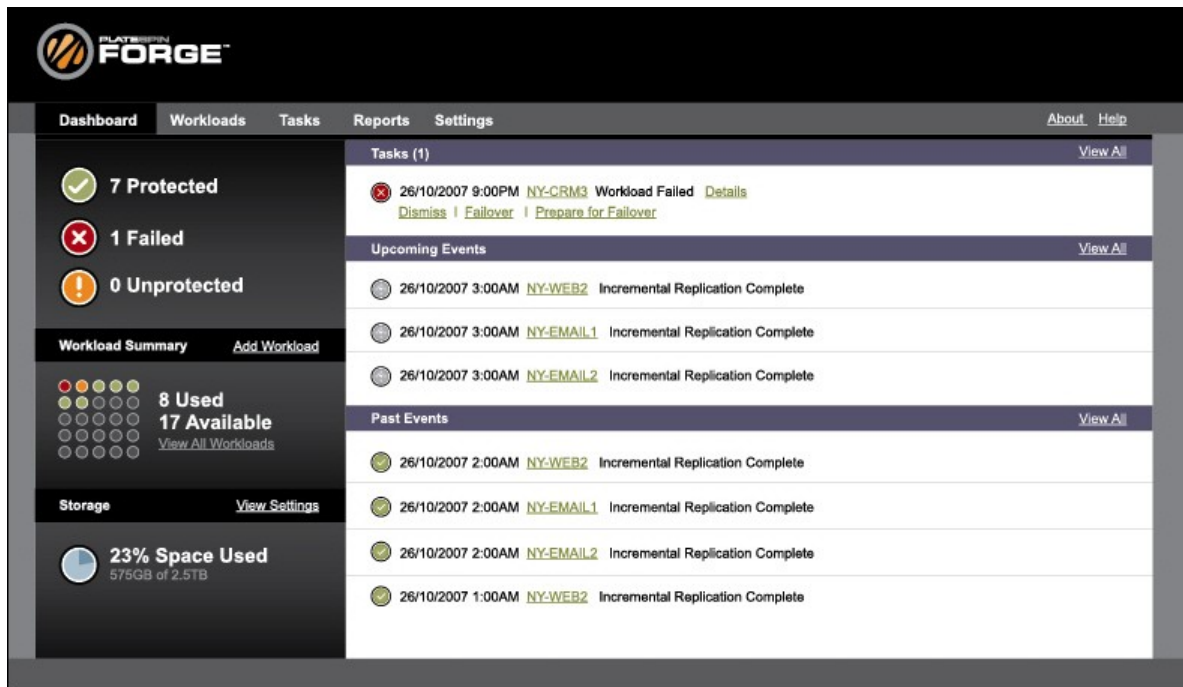 PLATESPIN
FORGE™
Dashboard Workloads Tasks Reports Settings About Help
7 Protected
1 Failed
0 Unprotected
Workload Summary Add Workload
8 Used
17 Available
View All Workloads
Storage View Settings
23% Space Used
575GB of 2.5TB
Tasks (1) View All
26/10/2007 9:00PM NY-CRM3 Workload Failed Details
Dismiss | Failover | Prepare for Failover
Upcoming Events View All
26/10/2007 3:00AM NY-WEB2 Incremental Replication Complete
26/10/2007 3:00AM NY-EMAIL1 Incremental Replication Complete
26/10/2007 3:00AM NY-EMAIL2 Incremental Replication Complete
Past Events View All
26/10/2007 2:00AM NY-WEB2 Incremental Replication Complete
26/10/2007 2:00AM NY-EMAIL1 Incremental Replication Complete
26/10/2007 2:00AM NY-EMAIL2 Incremental Replication Complete
26/10/2007 1:00AM NY-WEB2 Incremental Replication Complete